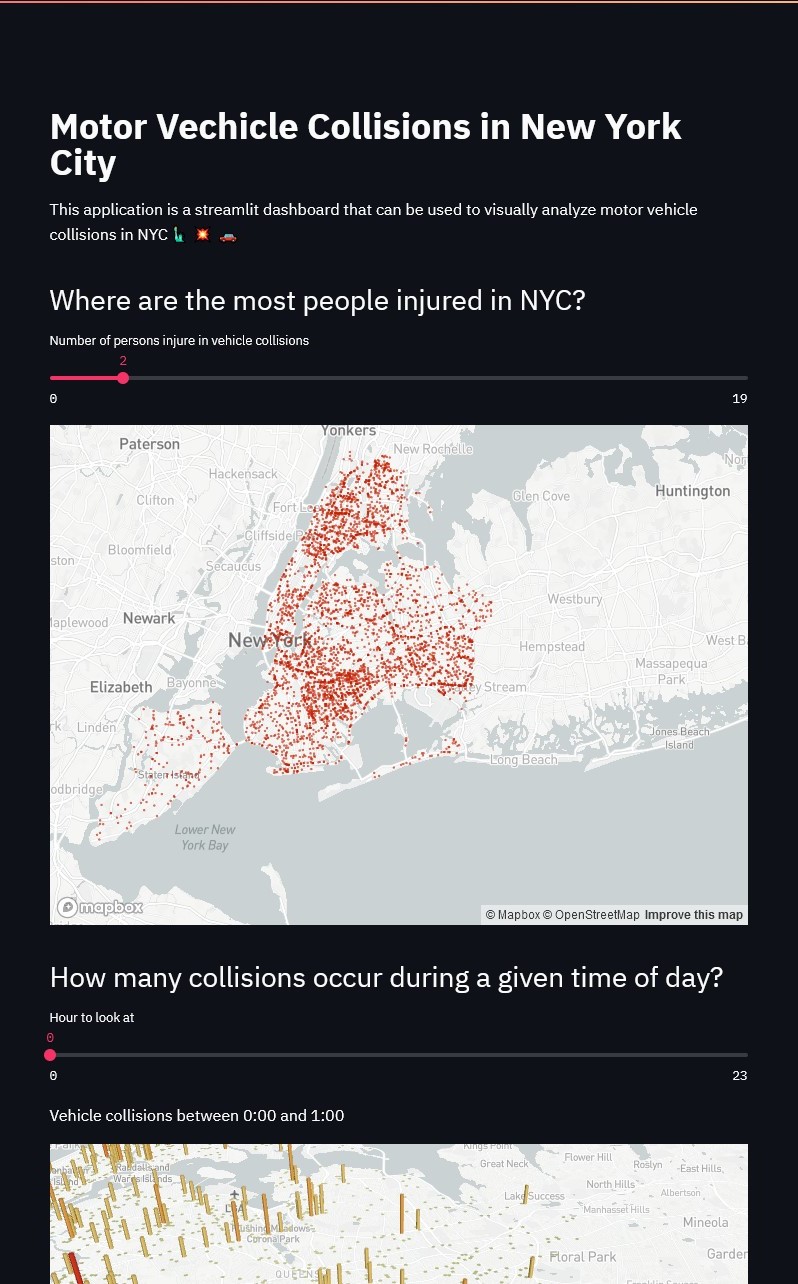 Motor Vechicle Collisions in New York
City
This application is a streamlit dashboard that can be used to visually analyze motor vehicle
collisions in NYC 🗽 💥 🚗
Where are the most people injured in NYC?
Number of persons injure in vehicle collisions
2
0 19
Yonkers
Paterson
New Rochelle
Hackensack
Huntington
Clifton
Glen Cove
Fort Le
Cliffside P
Bloomfield
Secaucus
Westbury
Maplewood
Newark
New York
Hempstead
West B
Massapequa
Park
Elizabeth
Bayonne
ey Stream
Linden
Jones Beach
Island
Long Beach
Staten Island
odbridge
Lower New
York Bay
mapbox
© Mapbox © OpenStreetMap Improve this map
How many collisions occur during a given time of day?
Hour to look at
0
0 23
Vehicle collisions between 0:00 and 1:00
Kings Point
Great Neck
Flower Hill
Roslyn
East Hills,
Randalls and
Wards Islands
Island
North Hills
Albertson
Lake Success
Manhasset Hills
Mineola
Flushing Meadows-
Corona Park
Floral Park
Garden
QUEENS
Franklin Square